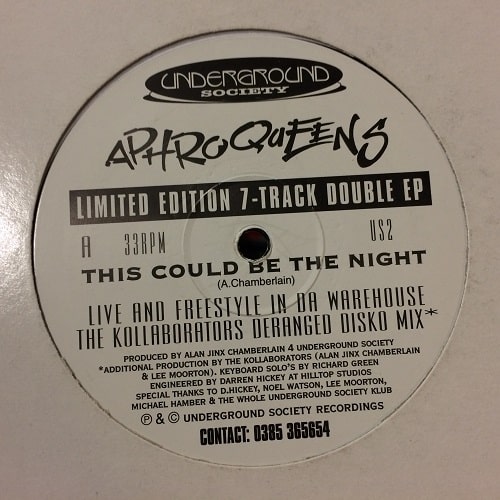 UNDERGROUND
SOCIETY
APHROQUEENS
LIMITED EDITION 7-TRACK DOUBLE EP
A 33RPM US2
THIS COULD BE THE NIGHT
(A.Chamberlain)
LIVE AND FREESTYLE IN DA WAREHOUSE
THE KOLLABORATORS DERANGED DISKO MIX*
PRODUCED BY ALAN JINX CHAMBERLAIN 4 UNDERGROUND SOCIETY
*ADDITIONAL PRODUCTION BY THE KOLLABORATORS (ALAN JINX CHAMBERLAIN
& LEE MOORTON). KEYBOARD SOLO'S BY RICHARD GREEN
ENGINEERED BY DARREN HICKEY AT HILLTOP STUDIOS
SPECIAL THANKS TO D.HICKEY, NOEL WATSON, LEE MOORTON,
MICHAEL HAMBER & THE WHOLE UNDERGROUND SOCIETY KLUB
℗ & © UNDERGROUND SOCIETY RECORDINGS
CONTACT: 0385 365654